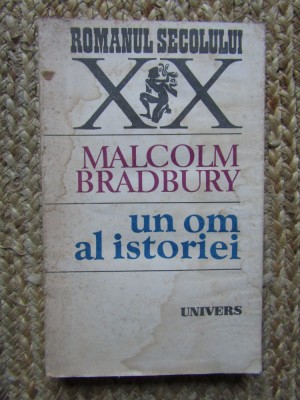 ROMANUL SECOLULUI
XX
MALCOLM
BRADBURY
un om
al istoriei
UNIVERS